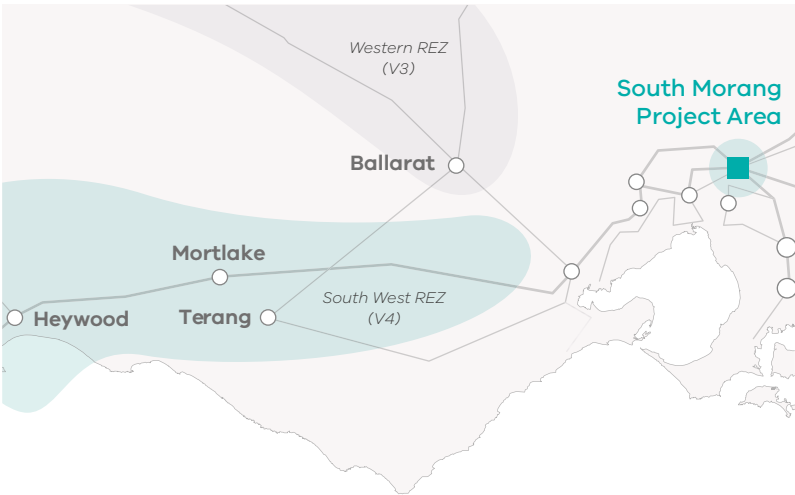 Western REZ
(V3)
South Morang
Project Area
Ballarat
Mortlake
South West REZ
(V4)
Heywood
Terang